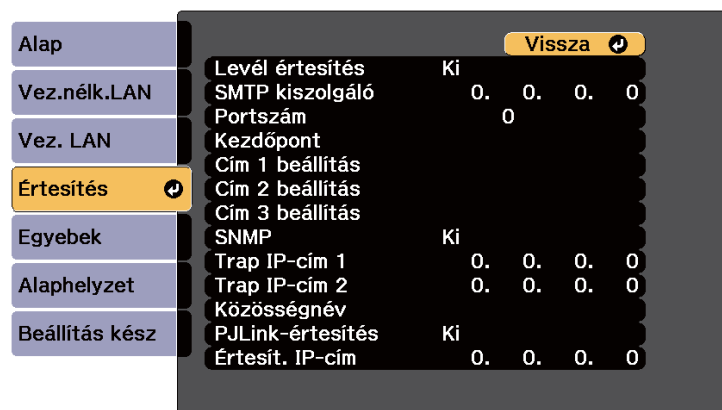 Alap
Vez.nélk.LAN
Vez. LAN
Értesítés
Egyebek
Alaphelyzet
Beállítás kész
Vissza
Levél értesítés Ki
SMTP kiszolgáló 0. 0. 0. 0
Portszám 0
Kezdőpont
Cím 1 beállítás
Cím 2 beállítás
Cím 3 beállítás
SNMP Ki
Trap IP-cím 1 0. 0. 0. 0
Trap IP-cím 2 0. 0. 0. 0
Közösségnév
PJLink-értesítés Ki
Értesít. IP-cím 0. 0. 0. 0